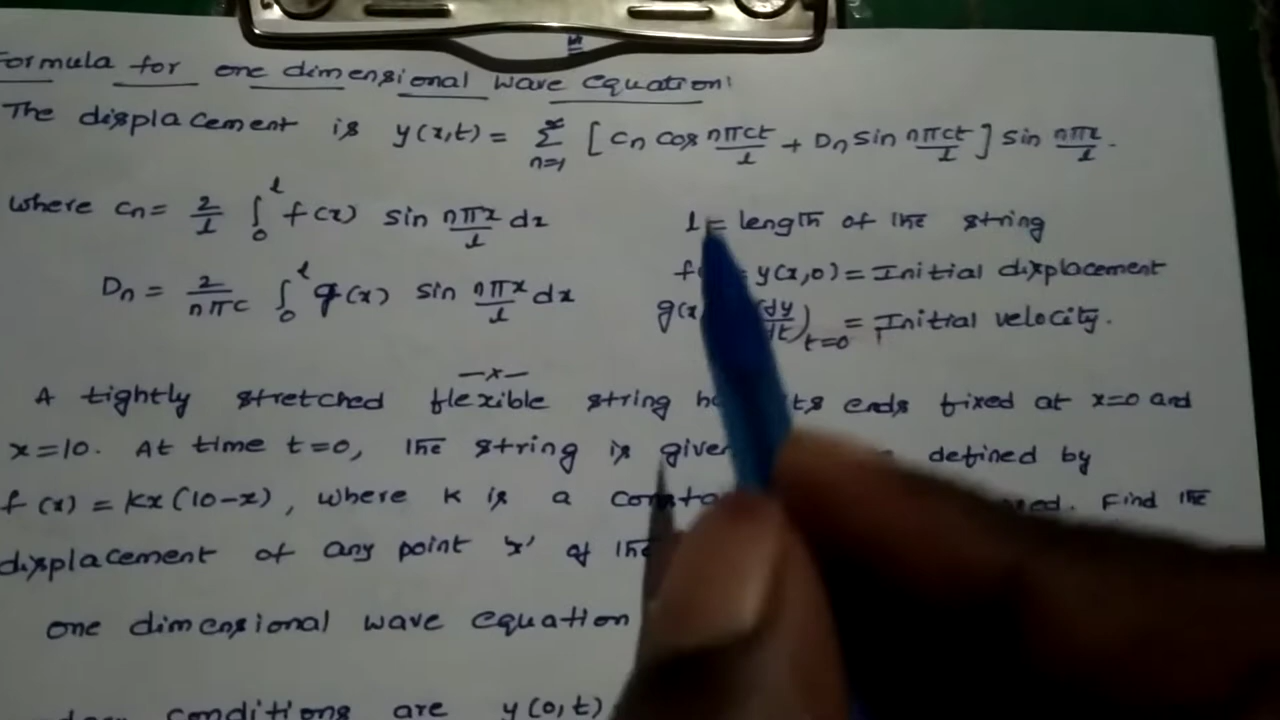 Formula for one dimensional wave equation:
The displacement is y(x,t) = ∑_{n=1}^{∞} [Cn cos nπct/l + Dn sin nπct/l] sin nπx/l.
where Cn = 2/l ∫_0^l f(x) sin nπx/l dx l = length of the string
y(x,0) = Initial displacement
Dn = 2/nπc ∫_0^l g(x) sin nπx/l dx g(x) (dy/dt)_{t=0} = Initial velocity.
—x—
A tightly stretched flexible string its ends fixed at x=0 and
x=10. At time t=0, the string is given defined by
f(x) = kx(10-x), where k is a Find the
displacement of any point 'x' of the
one dimensional wave equation
conditions are y(0,t)